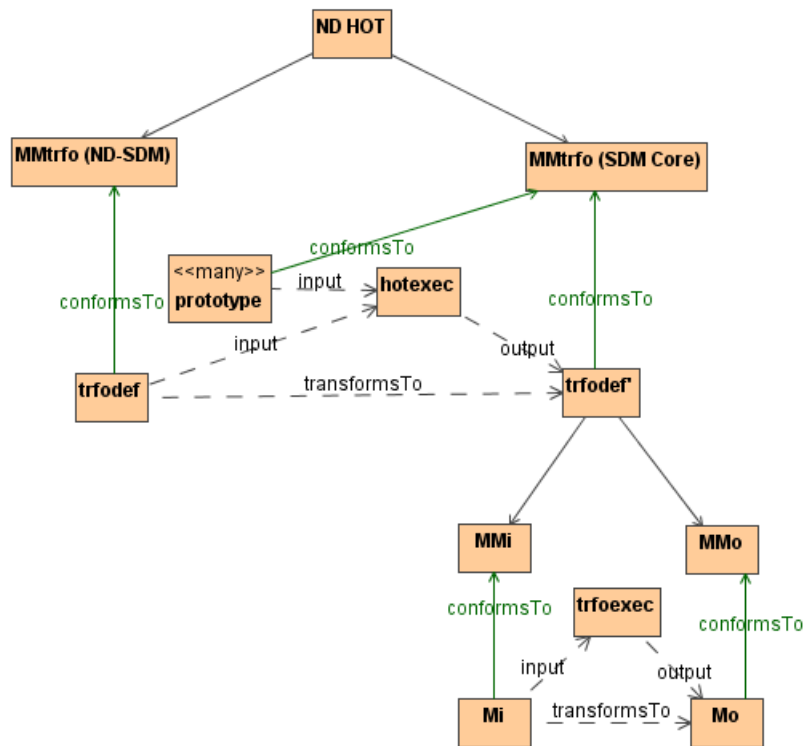 ND HOT
MMtrfo (ND-SDM)
MMtrfo (SDM Core)
conformsTo
<<many>>
prototype
input
hotexec
conformsTo
conformsTo
input
output
trfodef
transformsTo
trfodef'
MMi
MMo
conformsTo
trfoexec
conformsTo
input
output
Mi
transformsTo
Mo